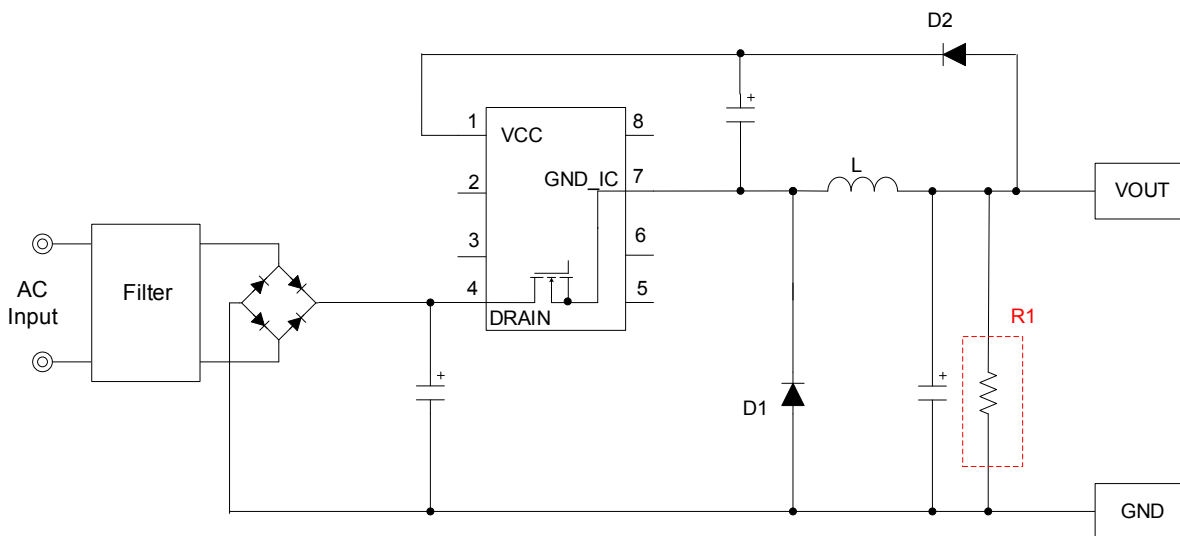 D2
1
VCC
8
2
GND_IC
7
L
VOUT
3
6
AC
Input
Filter
4
5
DRAIN
R1
D1
+
+
+
GND